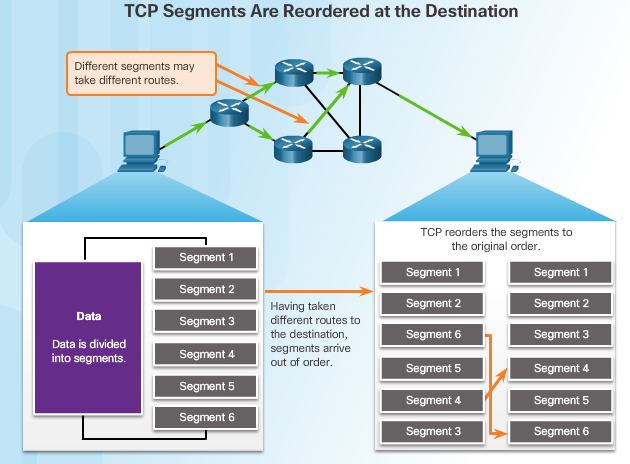 TCP Segments Are Reordered at the Destination
Different segments may
take different routes.
Data
Data is divided
into segments.
Segment 1
Segment 2
Segment 3
Segment 4
Segment 5
Segment 6
Having taken
different routes to
the destination,
segments arrive
out of order.
TCP reorders the segments to
the original order.
Segment 1
Segment 2
Segment 6
Segment 5
Segment 4
Segment 3
Segment 1
Segment 2
Segment 3
Segment 4
Segment 5
Segment 6